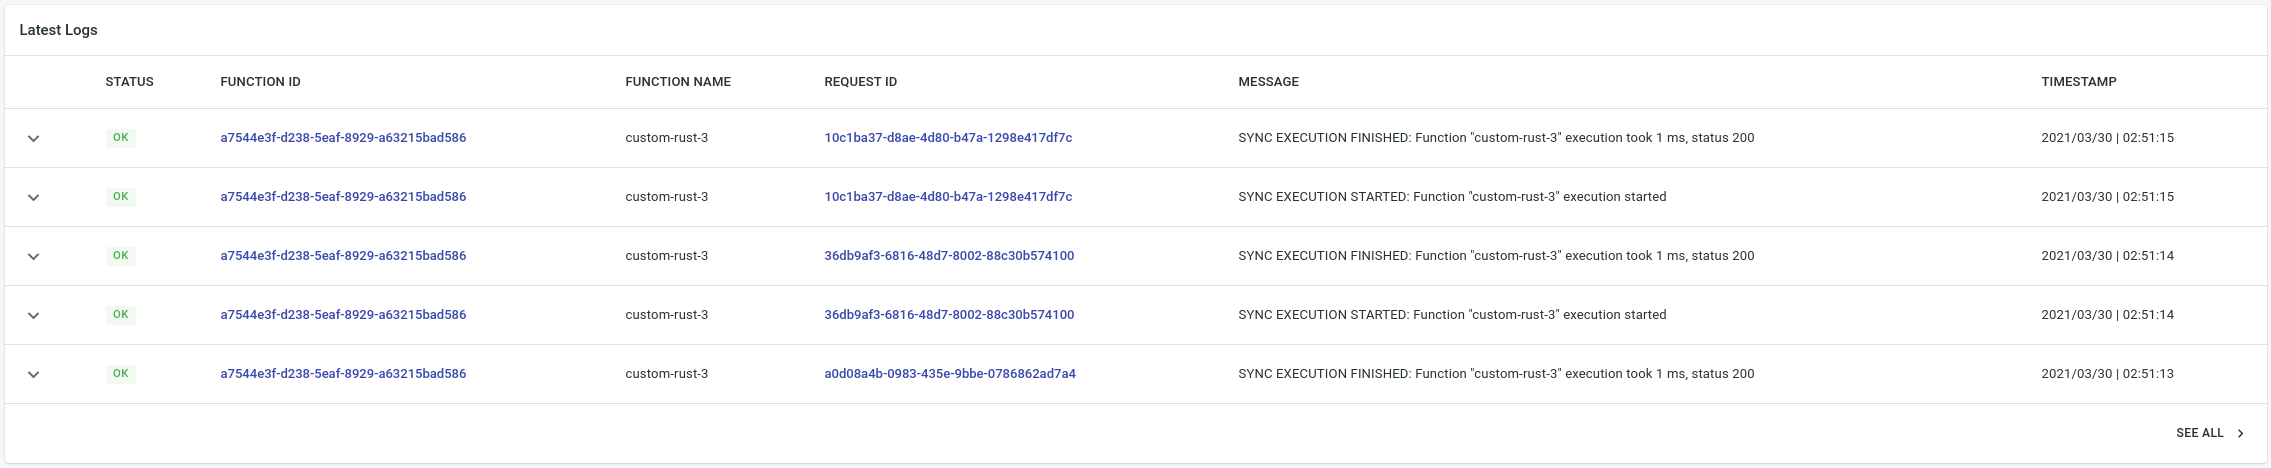 Latest Logs
STATUS FUNCTION ID FUNCTION NAME REQUEST ID MESSAGE TIMESTAMP
OK a7544e3f-d238-5eaf-8929-a63215bad586 custom-rust-3 10c1ba37-d8ae-4d80-b47a-1298e417df7c SYNC EXECUTION FINISHED: Function "custom-rust-3" execution took 1 ms, status 200 2021/03/30 | 02:51:15
OK a7544e3f-d238-5eaf-8929-a63215bad586 custom-rust-3 10c1ba37-d8ae-4d80-b47a-1298e417df7c SYNC EXECUTION STARTED: Function "custom-rust-3" execution started 2021/03/30 | 02:51:15
OK a7544e3f-d238-5eaf-8929-a63215bad586 custom-rust-3 36db9af3-6816-48d7-8002-88c30b574100 SYNC EXECUTION FINISHED: Function "custom-rust-3" execution took 1 ms, status 200 2021/03/30 | 02:51:14
OK a7544e3f-d238-5eaf-8929-a63215bad586 custom-rust-3 36db9af3-6816-48d7-8002-88c30b574100 SYNC EXECUTION STARTED: Function "custom-rust-3" execution started 2021/03/30 | 02:51:14
OK a7544e3f-d238-5eaf-8929-a63215bad586 custom-rust-3 a0d08a4b-0983-435e-9bbe-0786862ad7a4 SYNC EXECUTION FINISHED: Function "custom-rust-3" execution took 1 ms, status 200 2021/03/30 | 02:51:13
SEE ALL